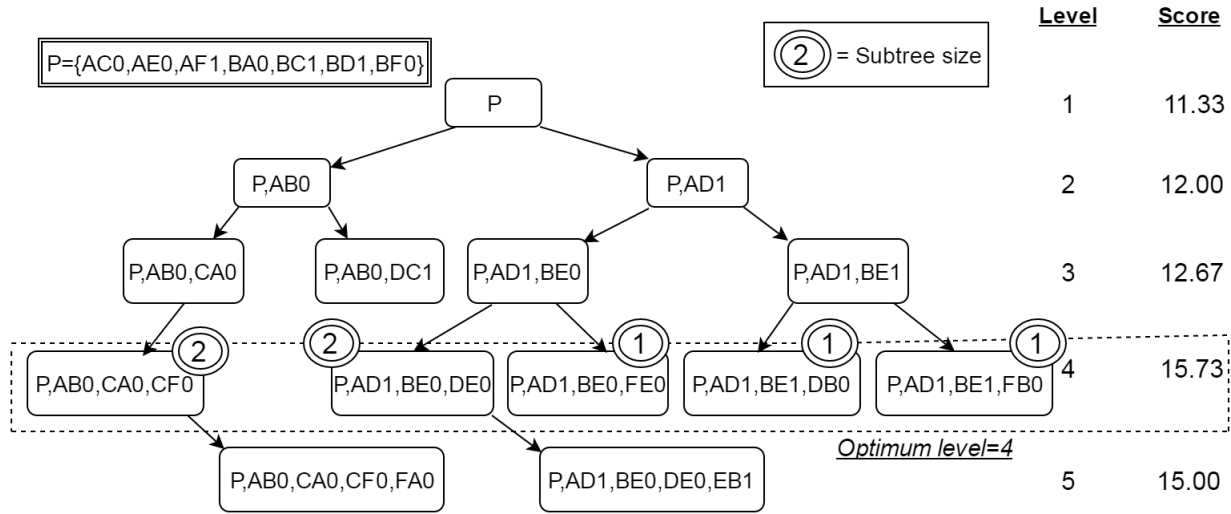 Level Score
P={AC0,AE0,AF1,BA0,BC1,BD1,BF0}
2 = Subtree size
P
1 11.33
P,AB0 P,AD1
2 12.00
P,AB0,CA0 P,AB0,DC1 P,AD1,BE0 P,AD1,BE1
3 12.67
2 2 1 1 1
P,AB0,CA0,CF0 P,AD1,BE0,DE0 P,AD1,BE0,FE0 P,AD1,BE1,DB0 P,AD1,BE1,FB0
4 15.73
Optimum level=4
P,AB0,CA0,CF0,FA0 P,AD1,BE0,DE0,EB1
5 15.00